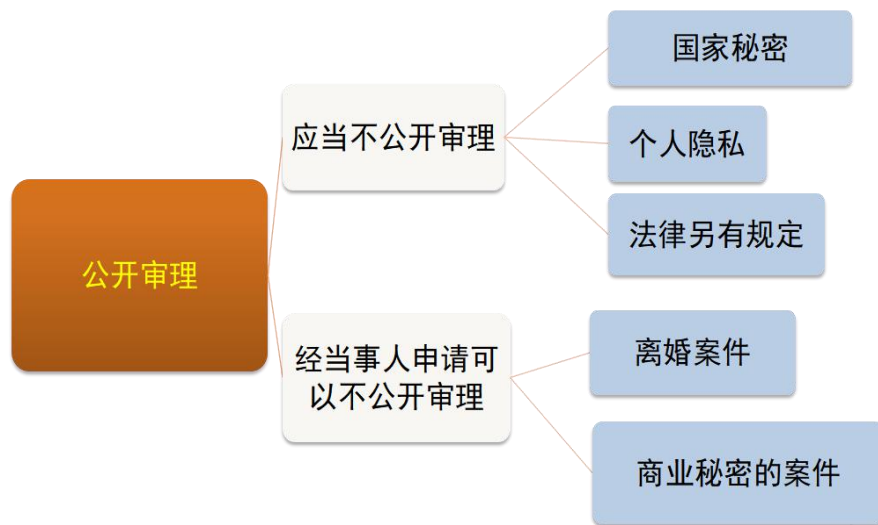 公开审理
应当不公开审理
国家秘密
个人隐私
法律另有规定
经当事人申请可
以不公开审理
离婚案件
商业秘密的案件